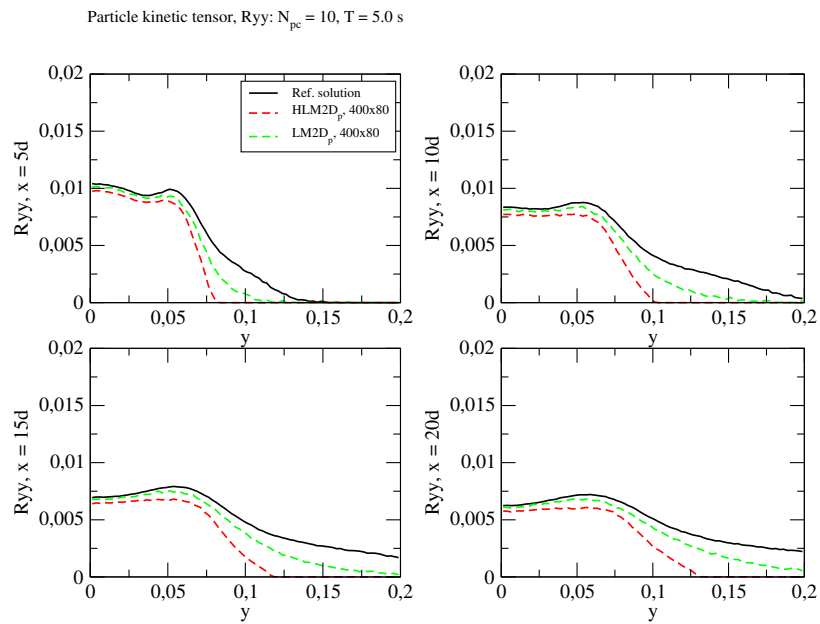 Particle kinetic tensor, Ryy: Npc = 10, T = 5.0 s
0,02
0,015
0,01
0,005
0
Ryy, x = 5d
Ref. solution
HLM2Dp, 400x80
LM2Dp, 400x80
0 0,05 0,1 0,15 0,2
y
0,02
0,015
0,01
0,005
0
Ryy, x = 10d
0 0,05 0,1 0,15 0,2
y
0,02
0,015
0,01
0,005
0
Ryy, x = 15d
0 0,05 0,1 0,15 0,2
y
0,02
0,015
0,01
0,005
0
Ryy, x = 20d
0 0,05 0,1 0,15 0,2
y